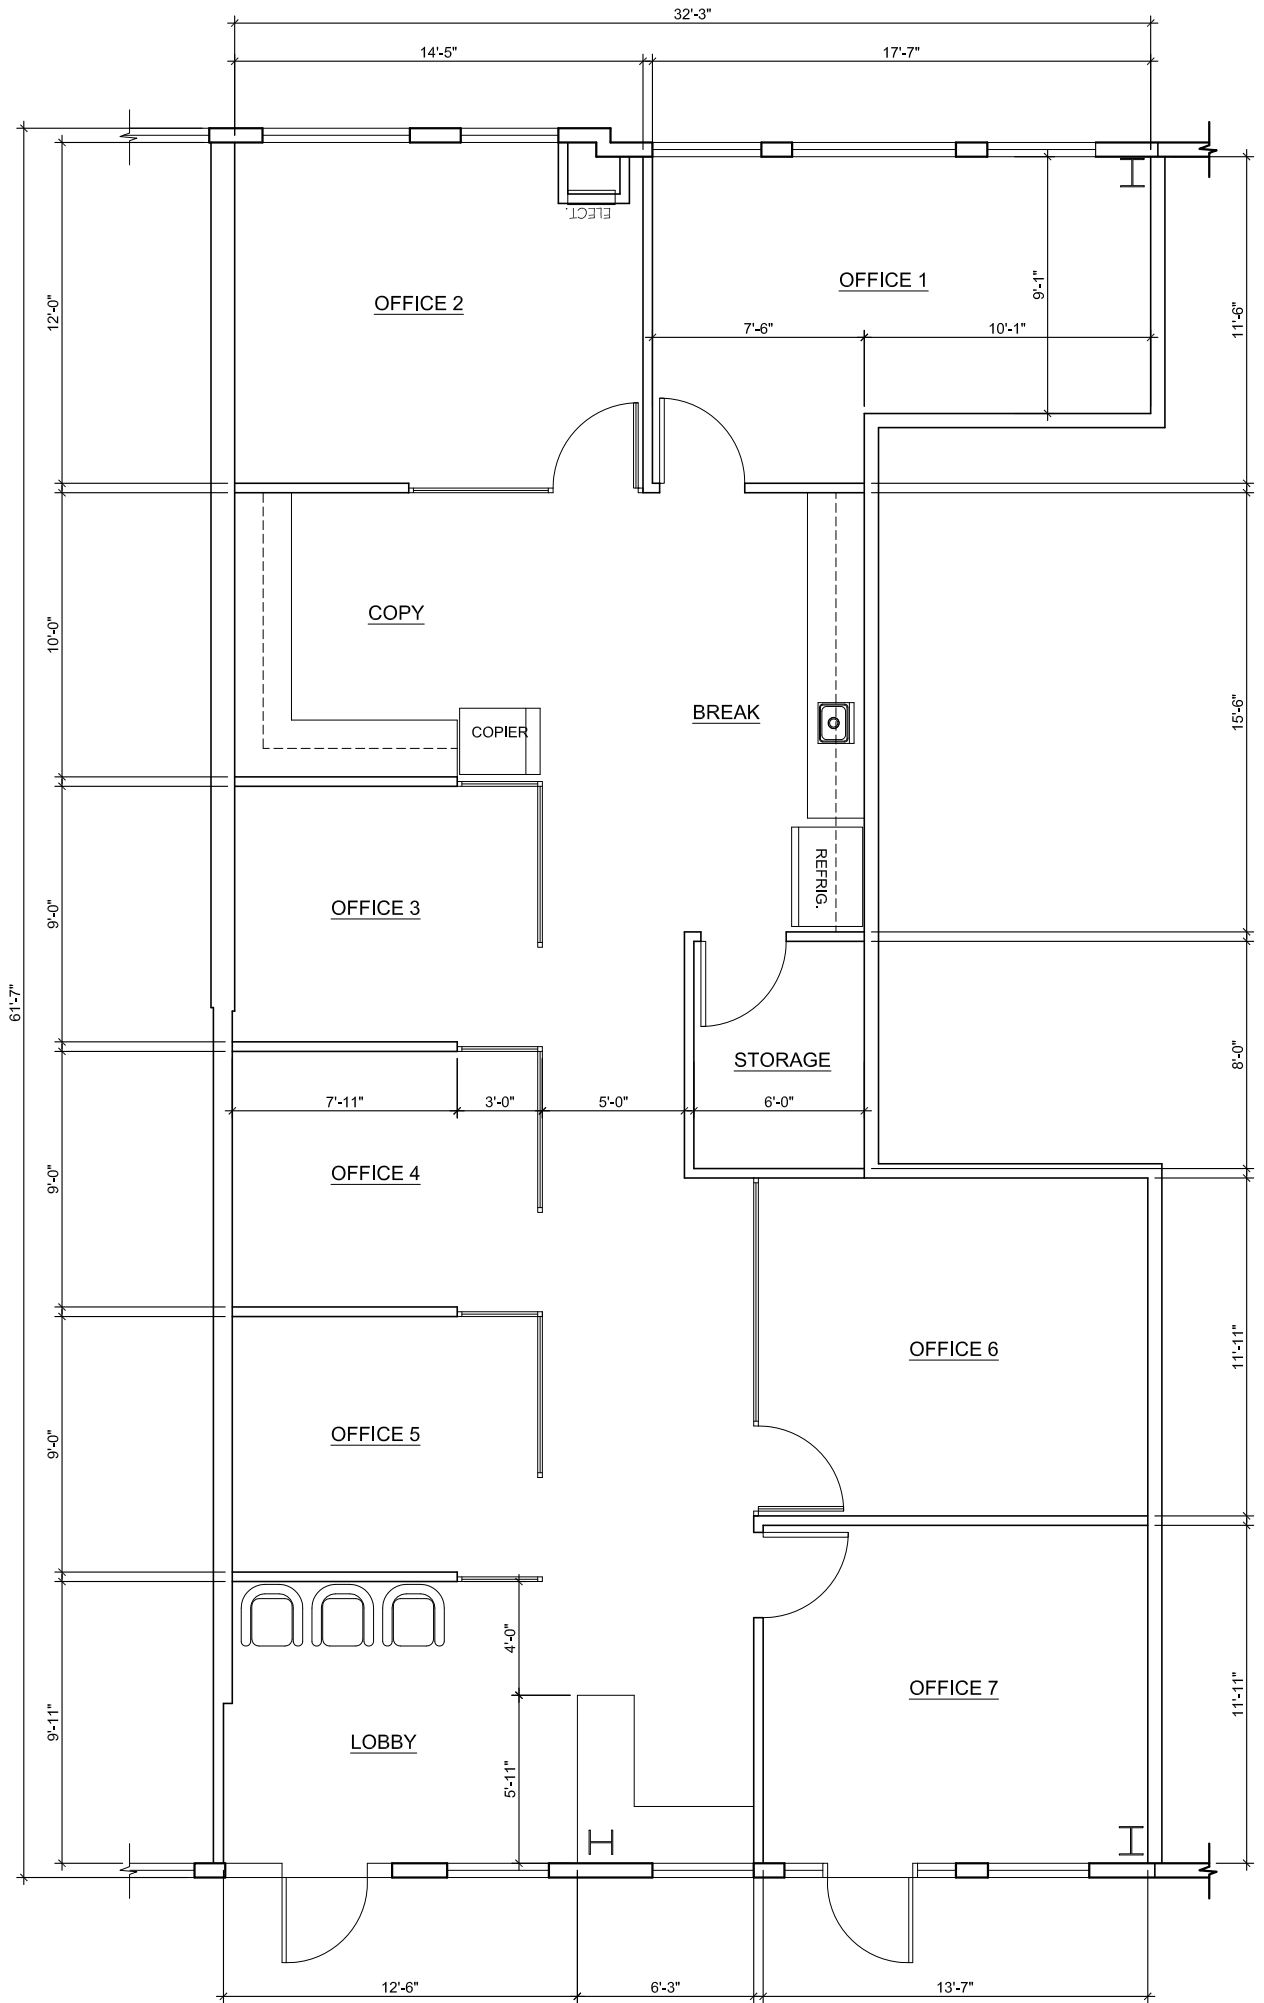 32'-3"
14'-5"
17'-7"
ELECT.
OFFICE 2
OFFICE 1
9'-1"
12'-0"
11'-6"
7'-6"
10'-1"
COPY
10'-0"
BREAK
15'-6"
COPIER
REFRIG.
OFFICE 3
9'-0"
61'-7"
STORAGE
8'-0"
7'-11"
3'-0"
5'-0"
6'-0"
OFFICE 4
9'-0"
OFFICE 6
11'-11"
OFFICE 5
9'-0"
4'-0"
OFFICE 7
11'-11"
9'-11"
LOBBY
5'-11"
12'-6"
6'-3"
13'-7"